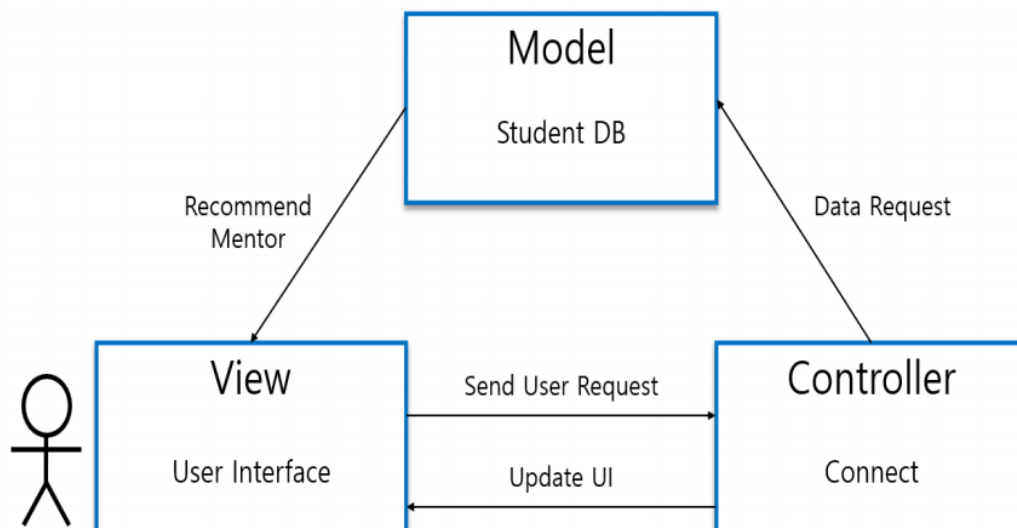 Model
Student DB
Recommend
Mentor
Data Request
View
User Interface
Send User Request
Update UI
Controller
Connect